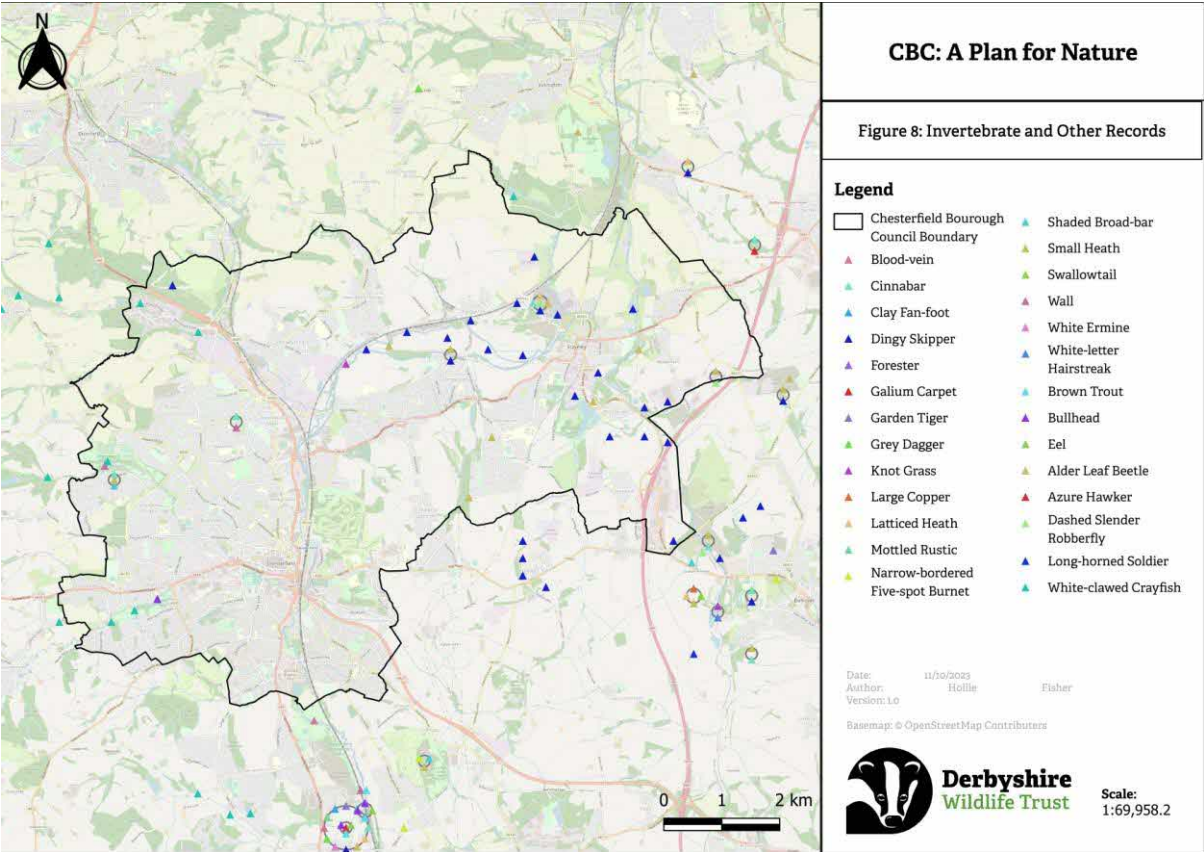 N
CBC: A Plan for Nature
Figure 8: Invertebrate and Other Records
Legend
Chesterfield Bourough
Council Boundary
Blood-vein
Cinnabar
Clay Fan-foot
Dingy Skipper
Forester
Galium Carpet
Garden Tiger
Grey Dagger
Knot Grass
Large Copper
Latticed Heath
Mottled Rustic
Narrow-bordered
Five-spot Burnet
Shaded Broad-bar
Small Heath
Swallowtail
Wall
White Ermine
White-letter
Hairstreak
Brown Trout
Bullhead
Eel
Alder Leaf Beetle
Azure Hawker
Dashed Slender
Robberfly
Long-horned Soldier
White-clawed Crayfish
Date: 11/10/2023
Author: Hollie Fisher
Version: 1.0
Basemap: © OpenStreetMap Contributers
Derbyshire
Wildlife Trust
Scale:
1:69,958.2
0 1 2 km